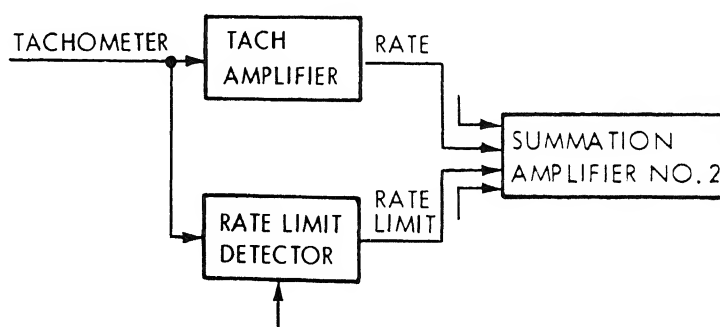 TACHOMETER
TACH
AMPLIFIER
RATE
SUMMATION
AMPLIFIER NO. 2
RATE
LIMIT
RATE LIMIT
DETECTOR